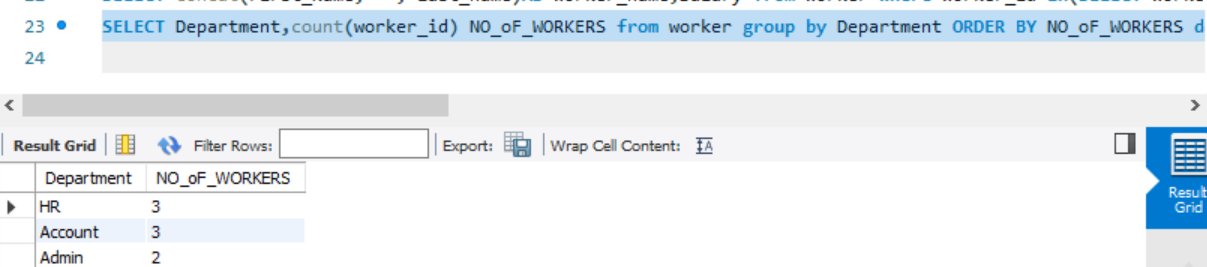 23 SELECT Department,count(worker_id) NO_oF_WORKERS from worker group by Department ORDER BY NO_oF_WORKERS d
24
Result Grid Filter Rows: Export: Wrap Cell Content: IA
Department NO_oF_WORKERS
HR 3
Account 3
Admin 2
Result
Grid